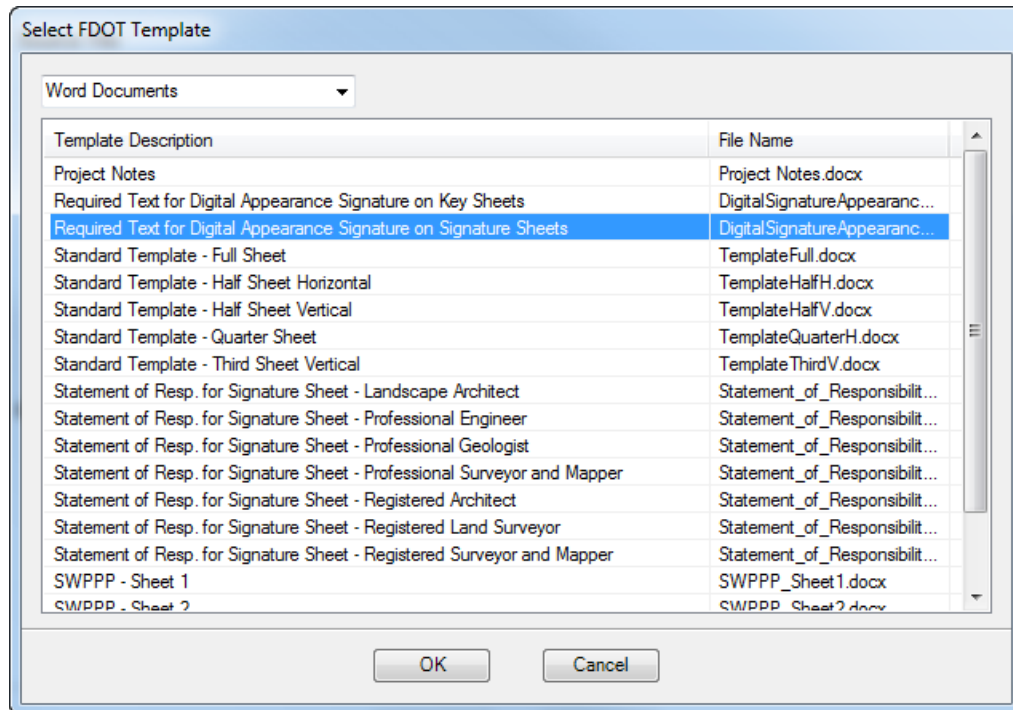 Select FDOT Template
Word Documents
Template Description File Name
Project Notes Project Notes.docx
Required Text for Digital Appearance Signature on Key Sheets DigitalSignatureAppearanc...
Required Text for Digital Appearance Signature on Signature Sheets DigitalSignatureAppearanc...
Standard Template - Full Sheet TemplateFull.docx
Standard Template - Half Sheet Horizontal TemplateHalfH.docx
Standard Template - Half Sheet Vertical TemplateHalfV.docx
Standard Template - Quarter Sheet TemplateQuarterH.docx
Standard Template - Third Sheet Vertical TemplateThirdV.docx
Statement of Resp. for Signature Sheet - Landscape Architect Statement_of_Responsibilit...
Statement of Resp. for Signature Sheet - Professional Engineer Statement_of_Responsibilit...
Statement of Resp. for Signature Sheet - Professional Geologist Statement_of_Responsibilit...
Statement of Resp. for Signature Sheet - Professional Surveyor and Mapper Statement_of_Responsibilit...
Statement of Resp. for Signature Sheet - Registered Architect Statement_of_Responsibilit...
Statement of Resp. for Signature Sheet - Registered Land Surveyor Statement_of_Responsibilit...
Statement of Resp. for Signature Sheet - Registered Surveyor and Mapper Statement_of_Responsibilit...
SWPPP - Sheet 1 SWPPP_Sheet1.docx
SWPPP - Sheet 2 SWPPP_Sheet2.docx
OK Cancel